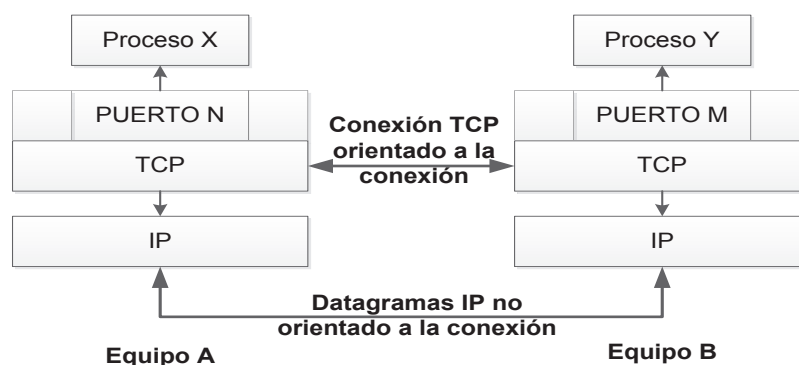 Proceso X
Proceso Y
PUERTO N
PUERTO M
Conexión TCP
orientado a la
conexión
TCP
TCP
IP
IP
Datagramas IP no
orientado a la conexión
Equipo A
Equipo B